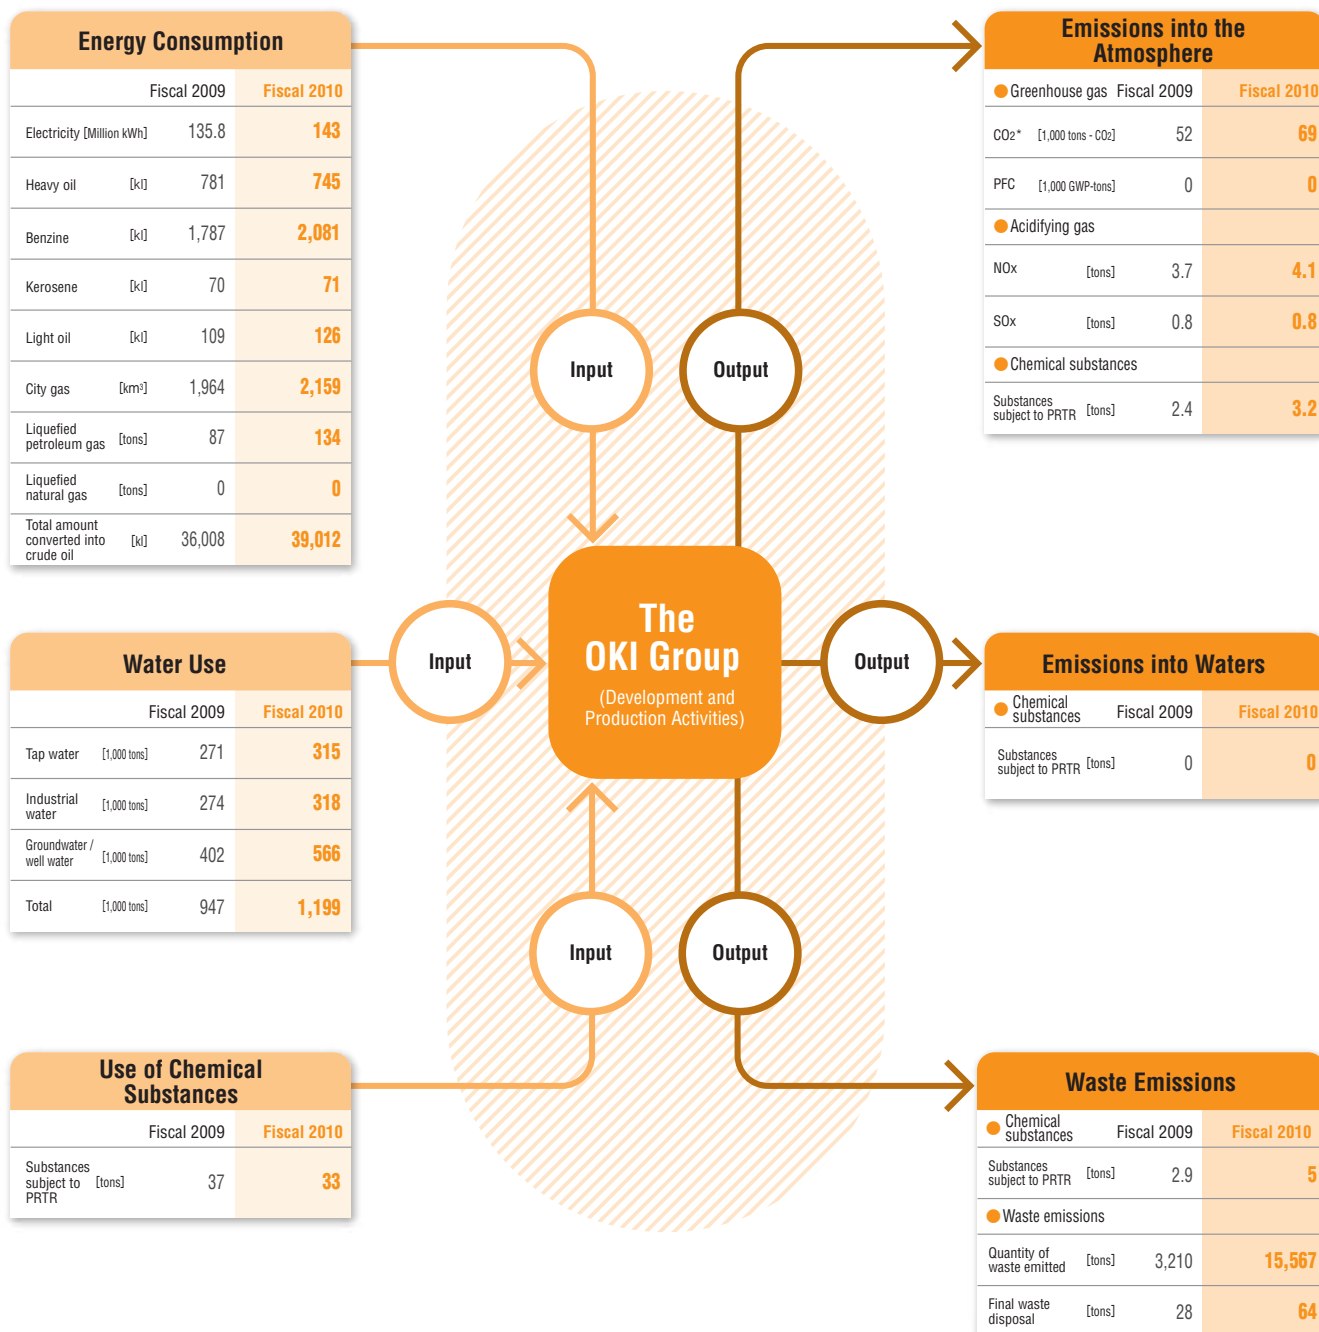 Energy Consumption
Fiscal 2009 Fiscal 2010
Electricity [Million kWh] 135.8 143
Heavy oil [kl] 781 745
Benzine [kl] 1,787 2,081
Kerosene [kl] 70 71
Light oil [kl] 109 126
City gas [km³] 1,964 2,159
Liquefied
petroleum gas [tons] 87 134
Liquefied
natural gas [tons] 0 0
Total amount
converted into [kl] 36,008 39,012
crude oil
Water Use
Fiscal 2009 Fiscal 2010
Tap water [1,000 tons] 271 315
Industrial
water [1,000 tons] 274 318
Groundwater /
well water [1,000 tons] 402 566
Total [1,000 tons] 947 1,199
Use of Chemical
Substances
Fiscal 2009 Fiscal 2010
Substances
subject to [tons] 37 33
PRTR
Input
Output
Input
The
OKI Group
(Development and
Production Activities)
Output
Input
Output
Emissions into the
Atmosphere
Greenhouse gas Fiscal 2009 Fiscal 2010
CO2* [1,000 tons - CO2] 52 69
PFC [1,000 GWP-tons] 0 0
Acidifying gas
NOx [tons] 3.7 4.1
SOx [tons] 0.8 0.8
Chemical substances
Substances
subject to PRTR [tons] 2.4 3.2
Emissions into Waters
Chemical
substances Fiscal 2009 Fiscal 2010
Substances
subject to PRTR [tons] 0 0
Waste Emissions
Chemical
substances Fiscal 2009 Fiscal 2010
Substances
subject to PRTR [tons] 2.9 5
Waste emissions
Quantity of
waste emitted [tons] 3,210 15,567
Final waste
disposal [tons] 28 64